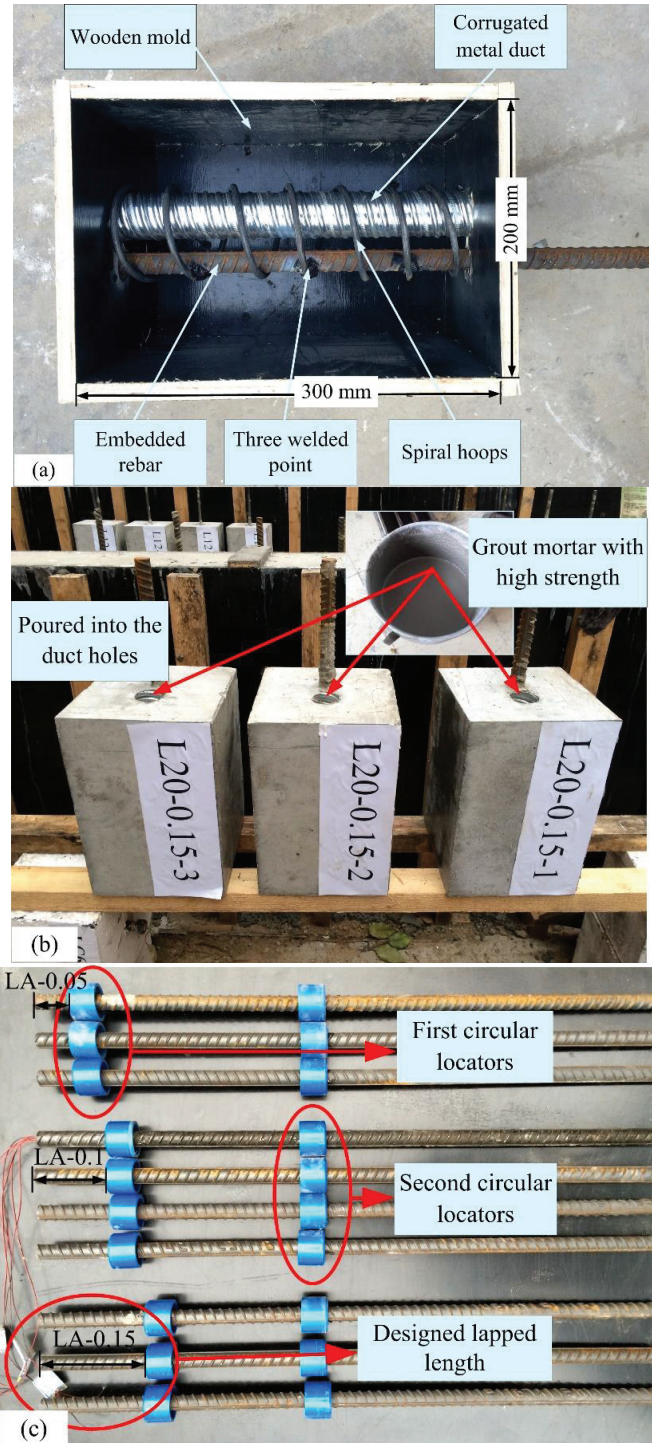 Wooden mold
Corrugated
metal duct
200 mm
300 mm
Embedded
rebar
Three welded
point
Spiral hoops
(a)
Grout mortar with
high strength
Poured into the
duct holes
L20-0.15-3
L20-0.15-2
L20-0.15-1
(b)
LA-0.05
First circular
locators
LA-0.1
Second circular
locators
LA-0.15
Designed lapped
length
(c)